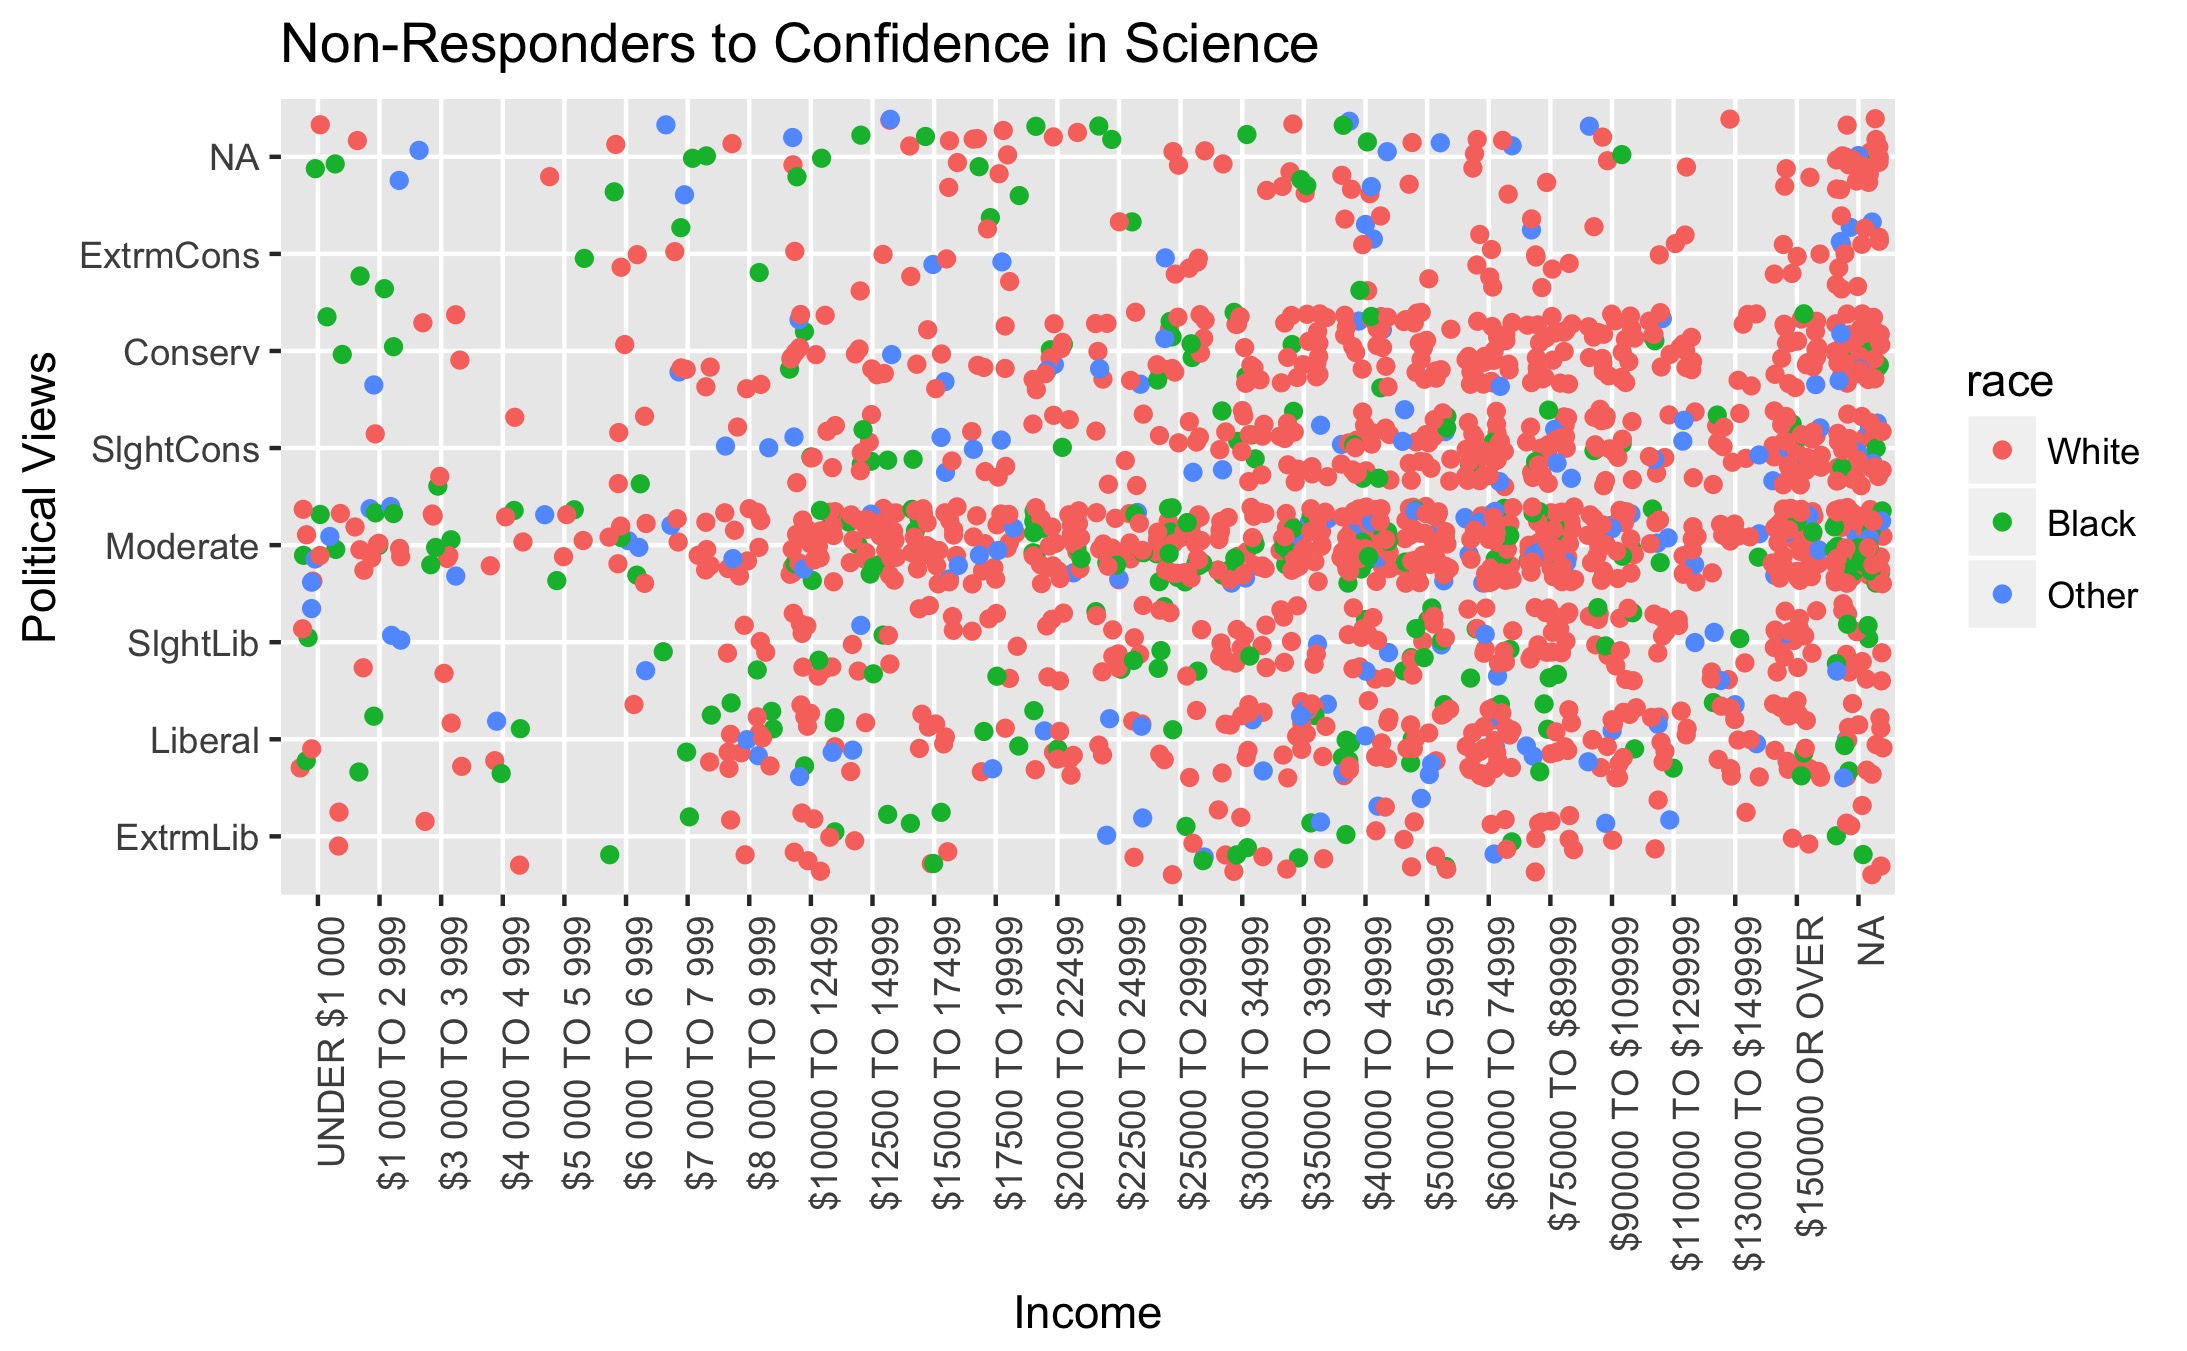 Non-Responders to Confidence in Science
Political Views
NA
ExtrmCons
Conserv
SlghtCons
Moderate
SlghtLib
Liberal
ExtrmLib
UNDER $1 000
$1 000 TO 2 999
$3 000 TO 3 999
$4 000 TO 4 999
$5 000 TO 5 999
$6 000 TO 6 999
$7 000 TO 7 999
$8 000 TO 9 999
$10000 TO 12499
$12500 TO 14999
$15000 TO 17499
$17500 TO 19999
$20000 TO 22499
$22500 TO 24999
$25000 TO 29999
$30000 TO 34999
$35000 TO 39999
$40000 TO 49999
$50000 TO 59999
$60000 TO 74999
$75000 TO $89999
$90000 TO $109999
$110000 TO $129999
$130000 TO $149999
$150000 OR OVER
NA
Income
race
White
Black
Other